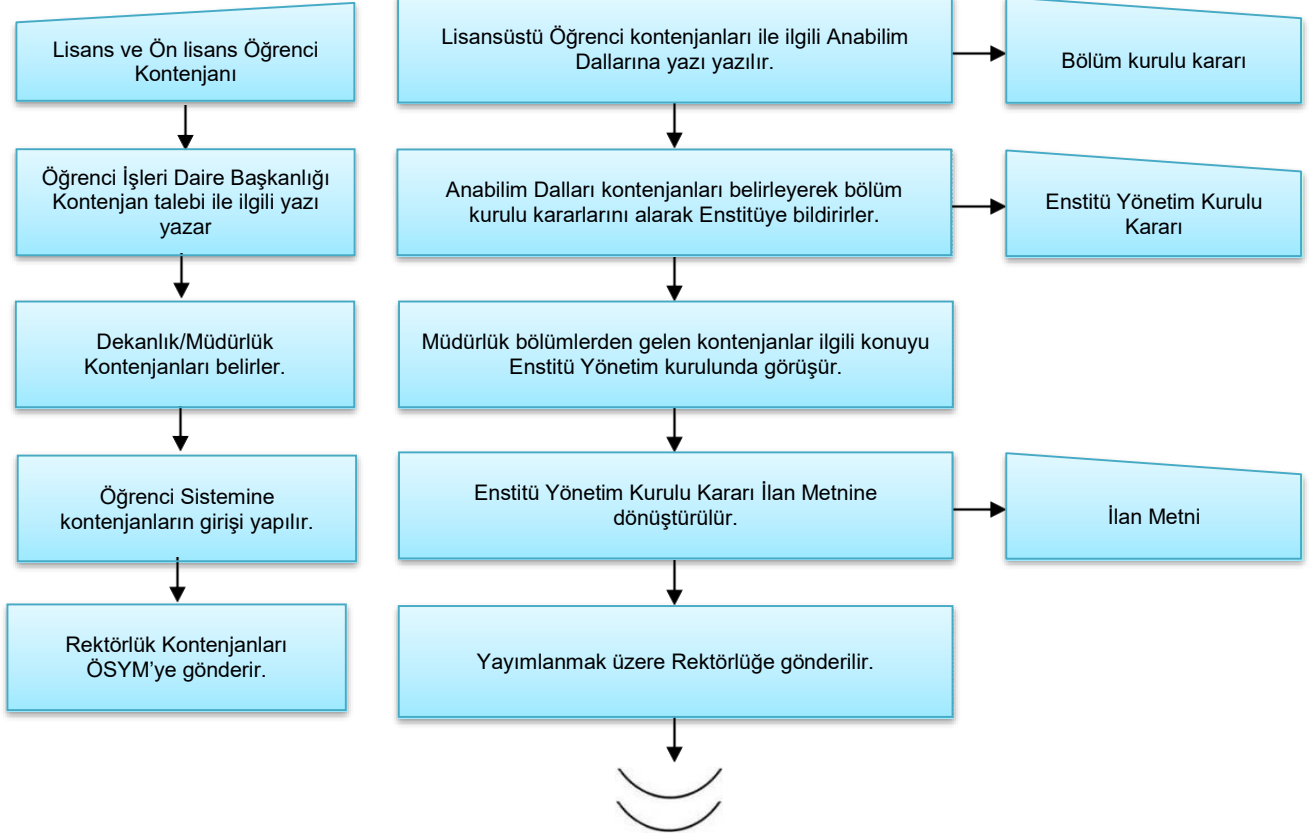 Lisans ve Ön lisans Öğrenci
Kontenjanı
Öğrenci İşleri Daire Başkanlığı
Kontenjan talebi ile ilgili yazı
yazar
Dekanlık/Müdürlük
Kontenjanları belirler.
Öğrenci Sistemine
kontenjanların girişi yapılır.
Rektörlük Kontenjanları
ÖSYM’ye gönderir.
Lisansüstü Öğrenci kontenjanları ile ilgili Anabilim
Dallarına yazı yazılır.
Bölüm kurulu kararı
Anabilim Dalları kontenjanları belirleyerek bölüm
kurulu kararlarını alarak Enstitüye bildirirler.
Enstitü Yönetim Kurulu
Kararı
Müdürlük bölümlerden gelen kontenjanlar ilgili konuyu
Enstitü Yönetim kurulunda görüşür.
Enstitü Yönetim Kurulu Kararı İlan Metnine
dönüştürülür.
İlan Metni
Yayımlanmak üzere Rektörlüğe gönderilir.